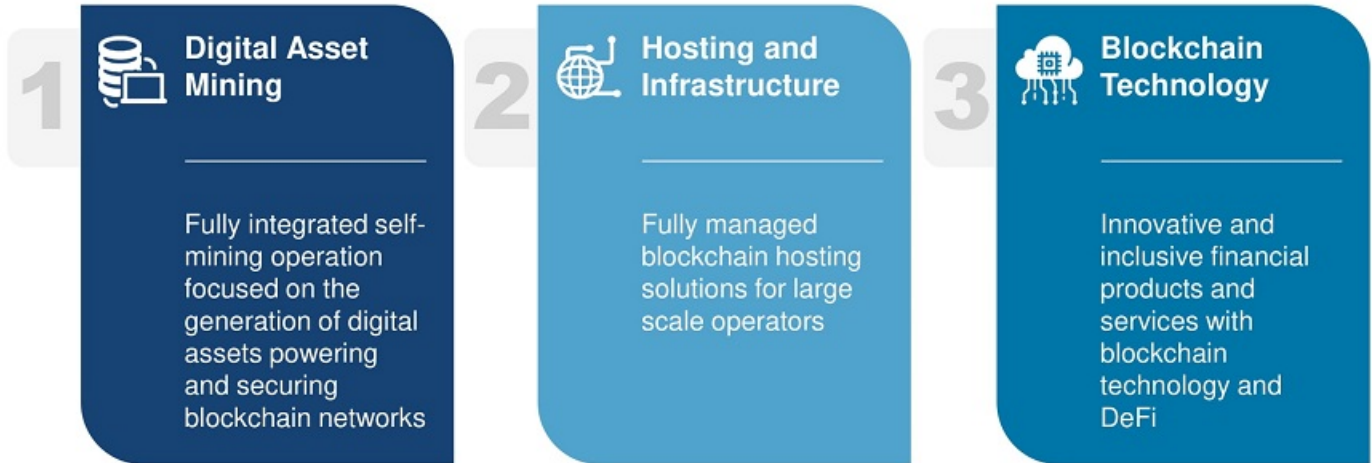 1
Digital Asset
Mining
Fully integrated self-
mining operation
focused on the
generation of digital
assets powering
and securing
blockchain networks
2
Hosting and
Infrastructure
Fully managed
blockchain hosting
solutions for large
scale operators
3
Blockchain
Technology
Innovative and
inclusive financial
products and
services with
blockchain
technology and
DeFi